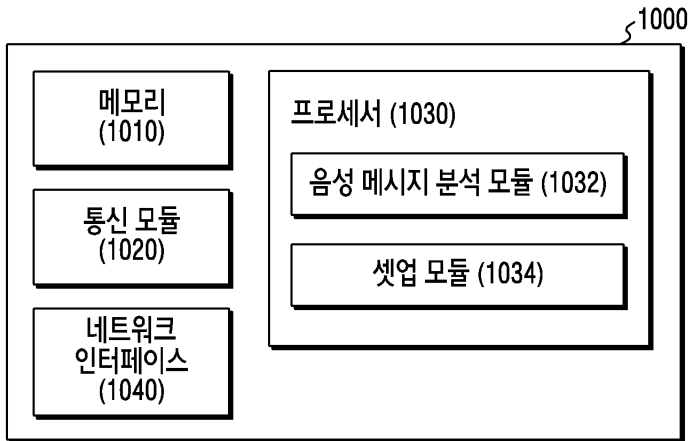 1000
메모리
(1010)
통신 모듈
(1020)
네트워크
인터페이스
(1040)
프로세서 (1030)
음성 메시지 분석 모듈 (1032)
셋업 모듈 (1034)